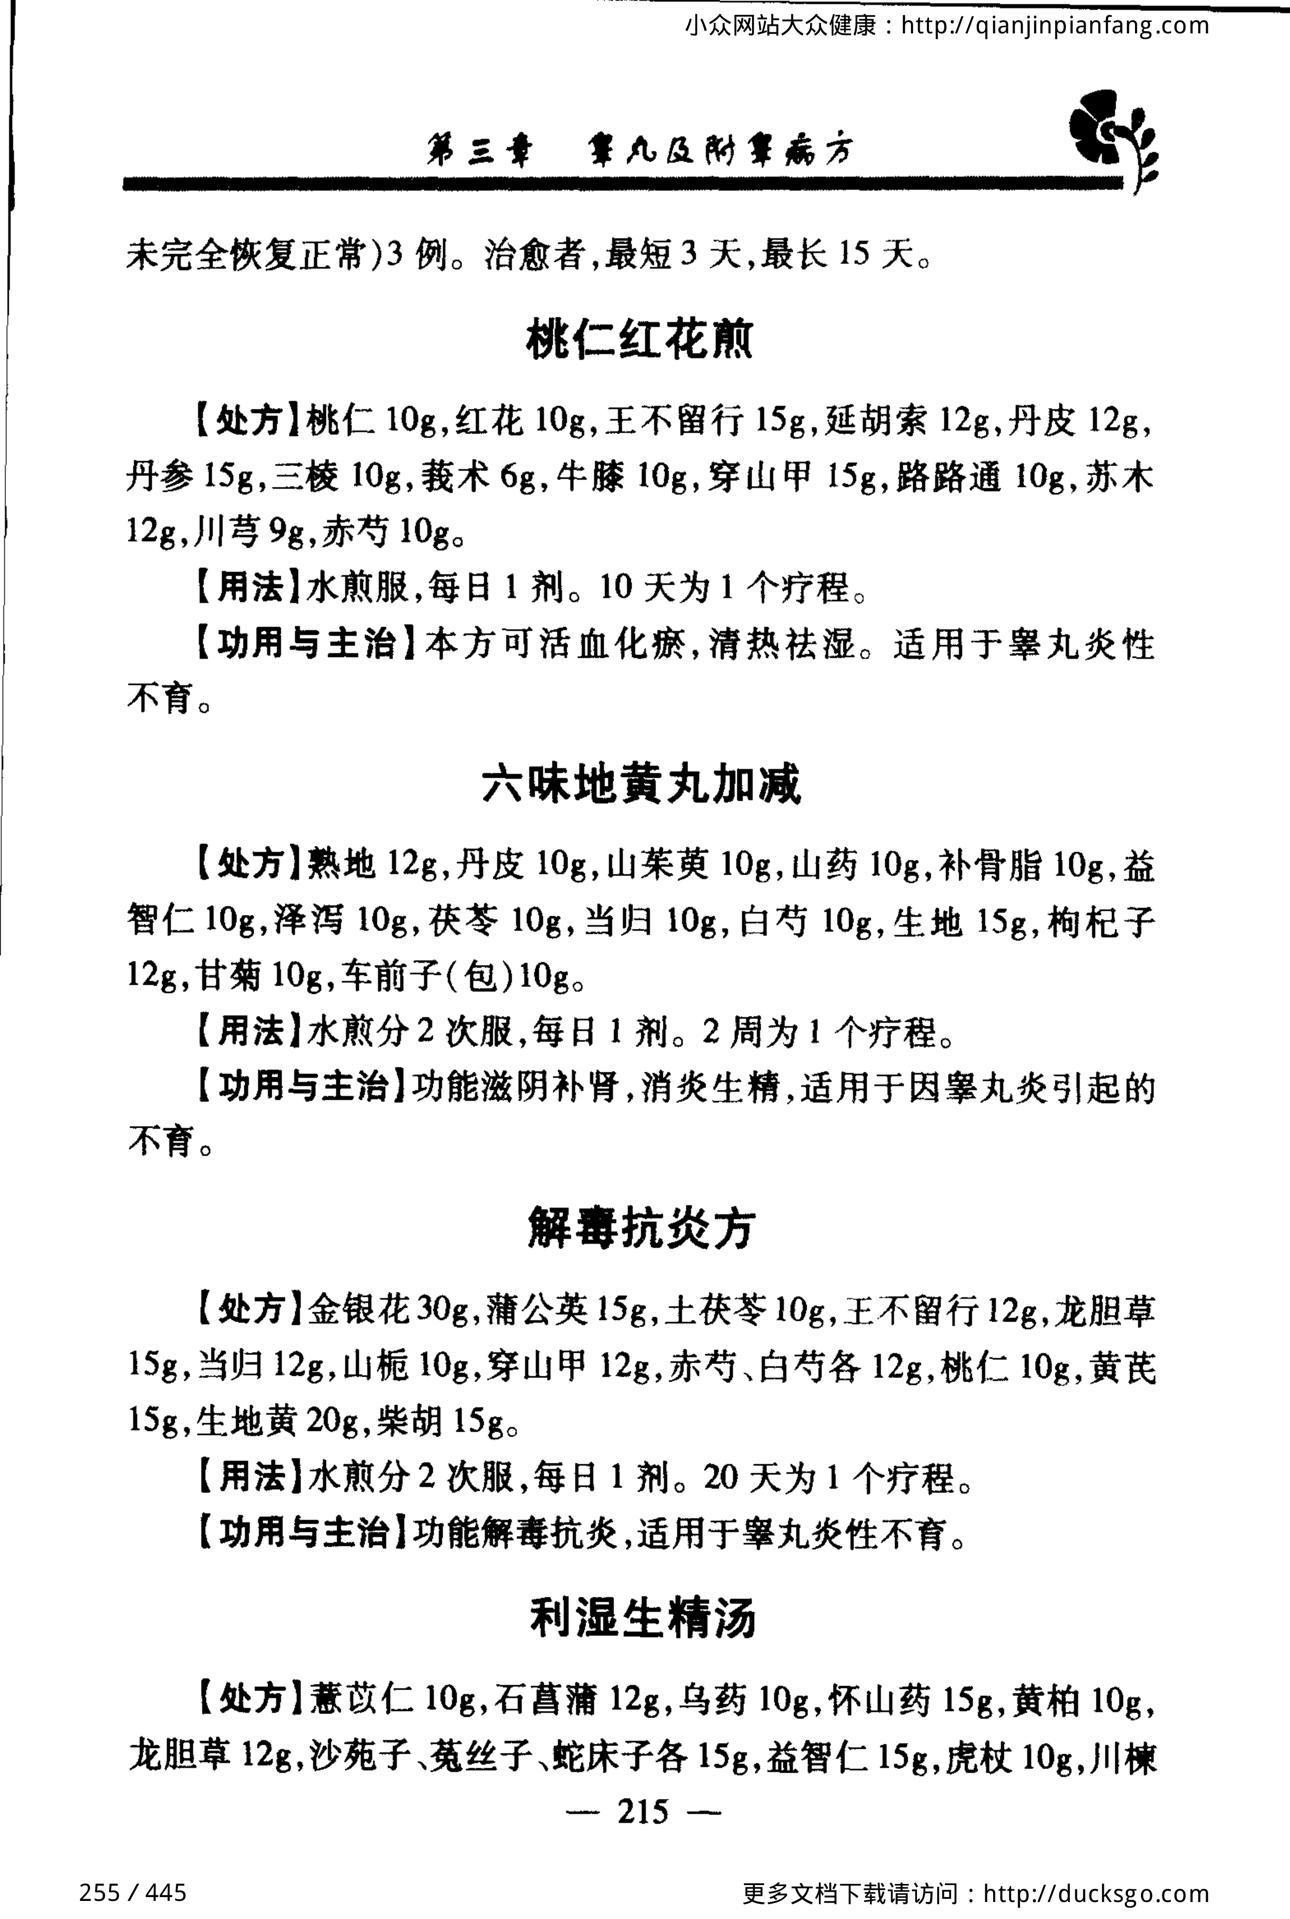 小众网站大众健康：http://qianjinpianfang.com
第三章 睾丸及附睾病方
未完全恢复正常)3 例。治愈者,最短 3 天,最长 15 天。
桃仁红花煎
【处方】桃仁 10g,红花 10g,王不留行 15g,延胡索 12g,丹皮 12g,
丹参 15g,三棱 10g,莪术 6g,牛膝 10g,穿山甲 15g,路路通 10g,苏木
12g,川芎 9g,赤芍 10g。
【用法】水煎服,每日 1 剂。10 天为 1 个疗程。
【功用与主治】本方可活血化瘀,清热祛湿。适用于睾丸炎性
不育。
六味地黄丸加减
【处方】熟地 12g,丹皮 10g,山茱萸 10g,山药 10g,补骨脂 10g,益
智仁 10g,泽泻 10g,茯苓 10g,当归 10g,白芍 10g,生地 15g,枸杞子
12g,甘菊 10g,车前子(包)10g。
【用法】水煎分 2 次服,每日 1 剂。2 周为 1 个疗程。
【功用与主治】功能滋阴补肾,消炎生精,适用于因睾丸炎引起的
不育。
解毒抗炎方
【处方】金银花 30g,蒲公英 15g,土茯苓 10g,王不留行 12g,龙胆草
15g,当归 12g,山栀 10g,穿山甲 12g,赤芍、白芍各 12g,桃仁 10g,黄芪
15g,生地黄 20g,柴胡 15g。
【用法】水煎分 2 次服,每日 1 剂。20 天为 1 个疗程。
【功用与主治】功能解毒抗炎,适用于睾丸炎性不育。
利湿生精汤
【处方】薏苡仁 10g,石菖蒲 12g,乌药 10g,怀山药 15g,黄柏 10g,
龙胆草 12g,沙苑子、菟丝子、蛇床子各 15g,益智仁 15g,虎杖 10g,川楝
— 215 —
255 / 445
更多文档下载请访问：http://ducksgo.com